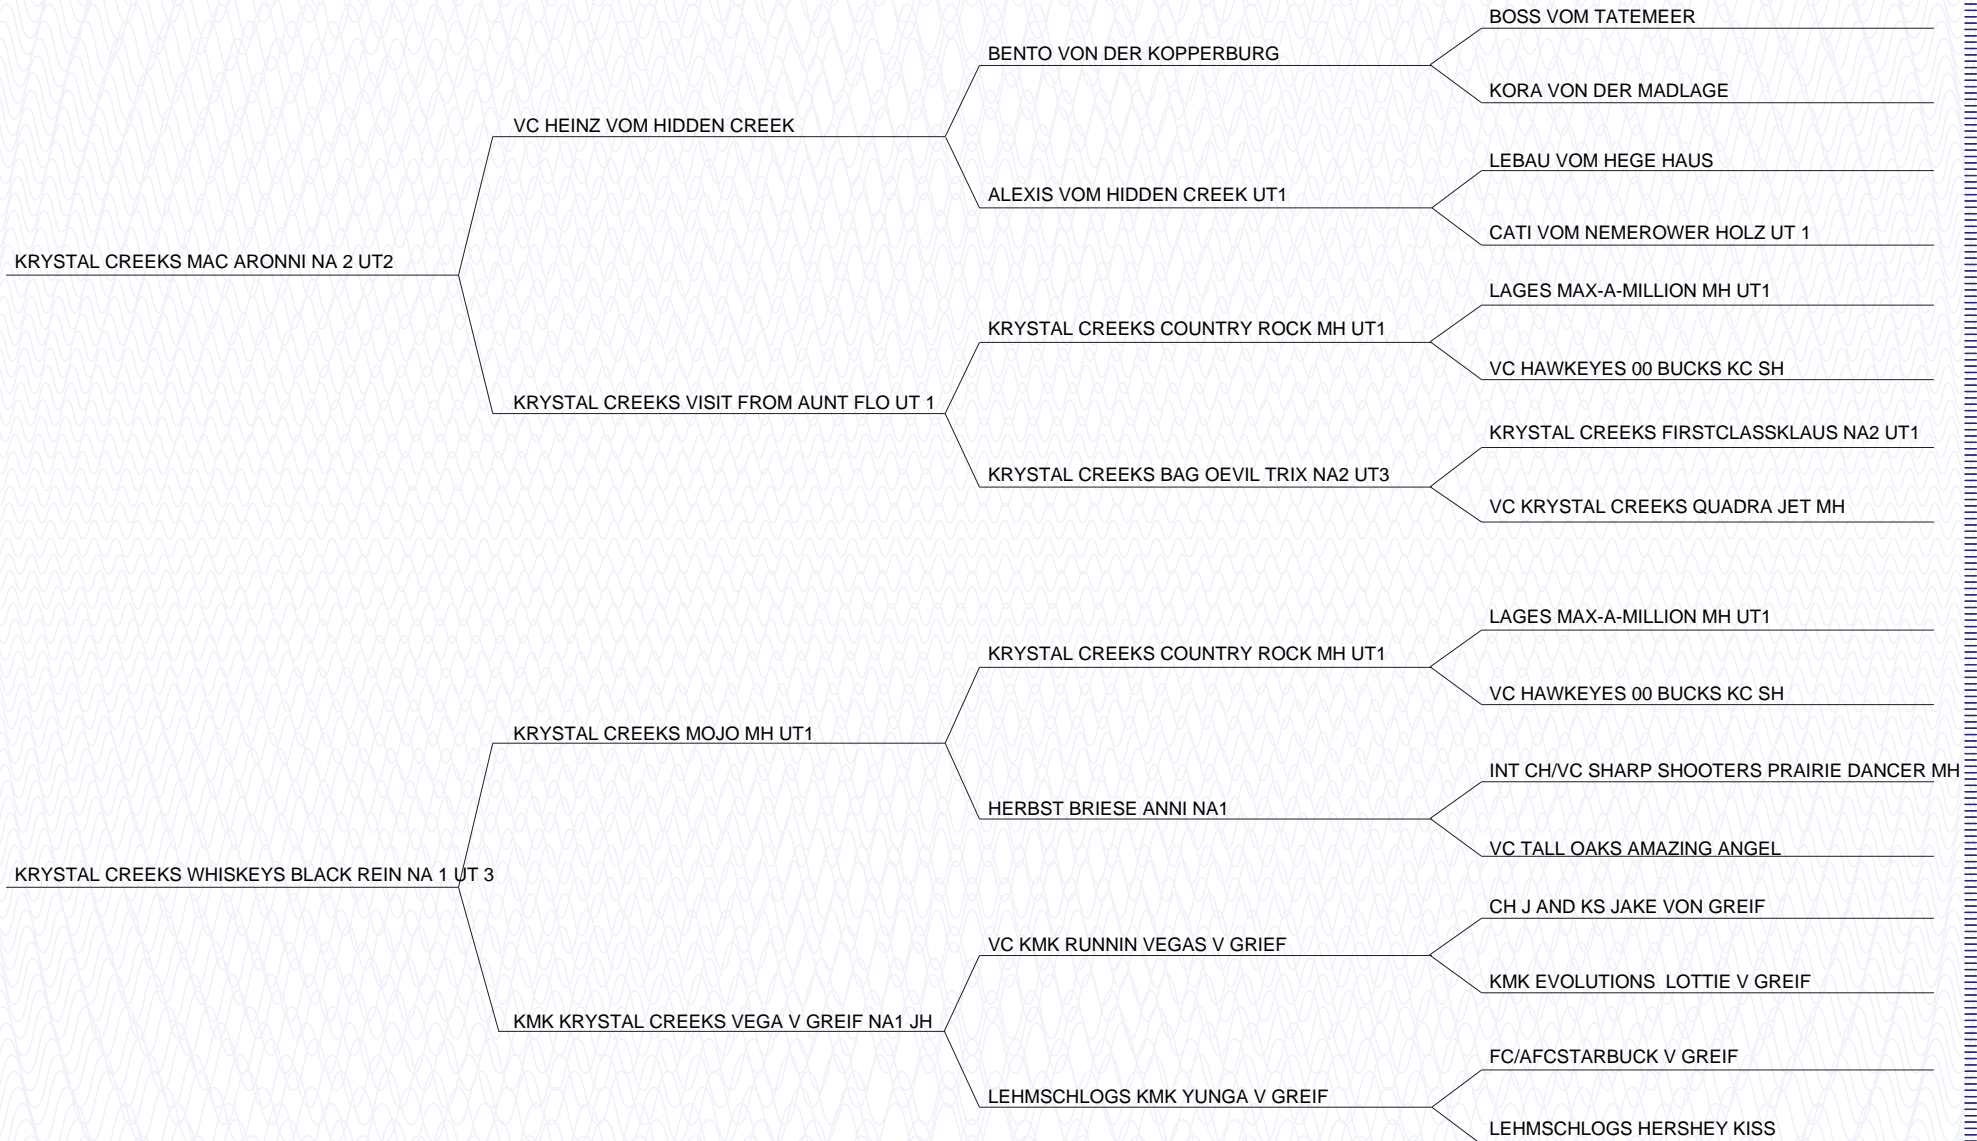 BOSS VOM TATEMEER
BENTO VON DER KOPPERBURG
KORA VON DER MADLAGE
VC HEINZ VOM HIDDEN CREEK
LEBAU VOM HEGE HAUS
ALEXIS VOM HIDDEN CREEK UT1
CATI VOM NEMEROWER HOLZ UT 1
KRYSTAL CREEKS MAC ARONNI NA 2 UT2
LAGES MAX-A-MILLION MH UT1
KRYSTAL CREEKS COUNTRY ROCK MH UT1
VC HAWKEYES 00 BUCKS KC SH
KRYSTAL CREEKS VISIT FROM AUNT FLO UT 1
KRYSTAL CREEKS FIRSTCLASSKLAUS NA2 UT1
KRYSTAL CREEKS BAG OEVIL TRIX NA2 UT3
VC KRYSTAL CREEKS QUADRA JET MH
LAGES MAX-A-MILLION MH UT1
KRYSTAL CREEKS COUNTRY ROCK MH UT1
VC HAWKEYES 00 BUCKS KC SH
KRYSTAL CREEKS MOJO MH UT1
INT CH/VC SHARP SHOOTERS PRAIRIE DANCER MH
HERBST BRIESE ANNI NA1
VC TALL OAKS AMAZING ANGEL
KRYSTAL CREEKS WHISKEYS BLACK REIN NA 1 UT 3
CH J AND KS JAKE VON GREIF
VC KMK RUNNIN VEGAS V GRIEF
KMK EVOLUTIONS  LOTTIE V GREIF
KMK KRYSTAL CREEKS VEGA V GREIF NA1 JH
FC/AFCSTARBUCK V GREIF
LEHMSCHLOGS KMK YUNGA V GREIF
LEHMSCHLOGS HERSHEY KISS